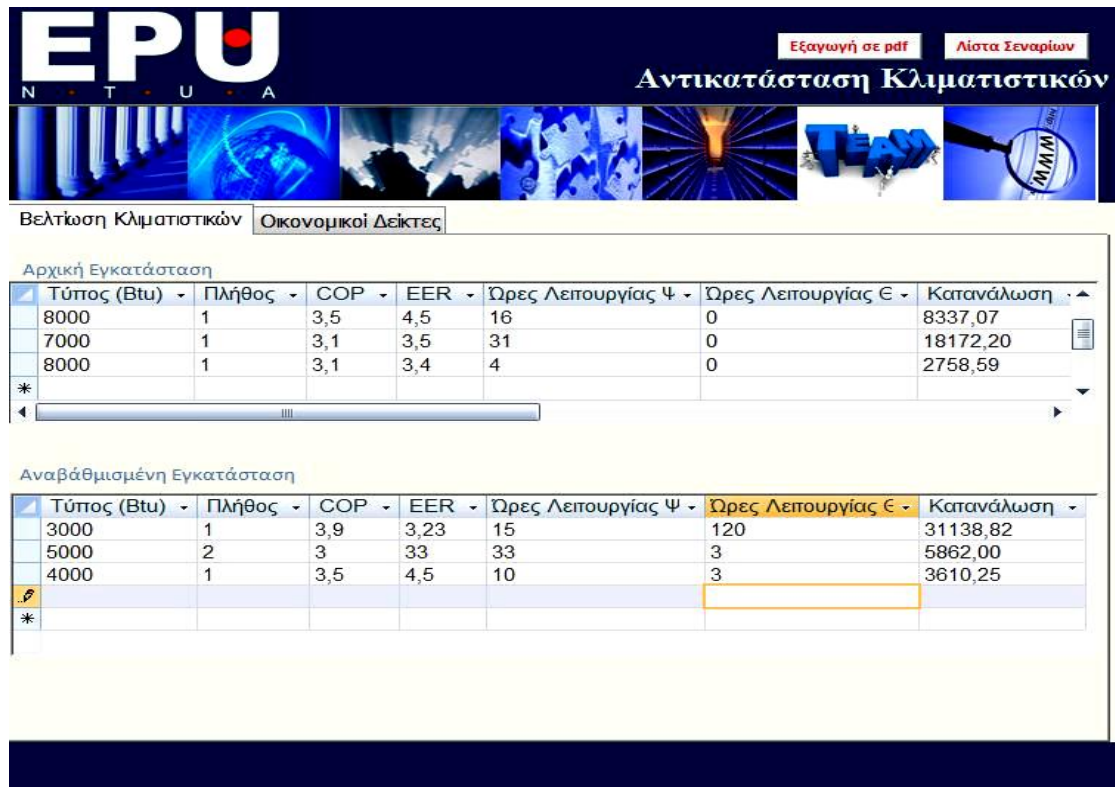 EPU
N · T · U · A
Εξαγωγή σε pdf Λίστα Σεναρίων
Αντικατάσταση Κλιματιστικών
TEAM
WWW
Βελτίωση Κλιματιστικών Οικονομικοί Δείκτες
Αρχική Εγκατάσταση
Τύπος (Btu) Πλήθος COP EER Ώρες Λειτουργίας Ψ Ώρες Λειτουργίας Θ Κατανάλωση
8000 1 3,5 4,5 16 0 8337,07
7000 1 3,1 3,5 31 0 18172,20
8000 1 3,1 3,4 4 0 2758,59
Αναβάθμισμένη Εγκατάσταση
Τύπος (Btu) Πλήθος COP EER Ώρες Λειτουργίας Ψ Ώρες Λειτουργίας Θ Κατανάλωση
3000 1 3,9 3,23 15 120 31138,82
5000 2 3 33 33 3 5862,00
4000 1 3,5 4,5 10 3 3610,25